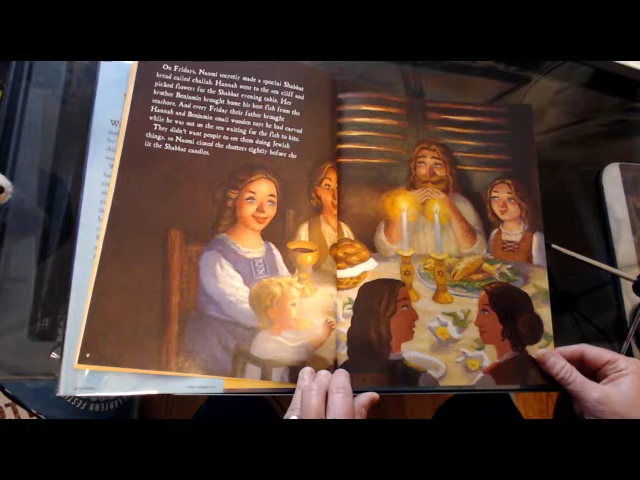 On Fridays, Naomi secretly made a special Shabbat
bread called challah. Hannah went to the sea cliff and
picked flowers for the Shabbat evening table. Her
brother Benjamin brought home his best fish from the
seashore. And every Friday their father brought
Hannah and Benjamin small wooden toys he had carved
while he was out on the sea waiting for the fish to bite.
They didn't want people to see them doing Jewish
things, so Naomi closed the shutters tightly before she
lit the Shabbat candles.
LANTERN FEST